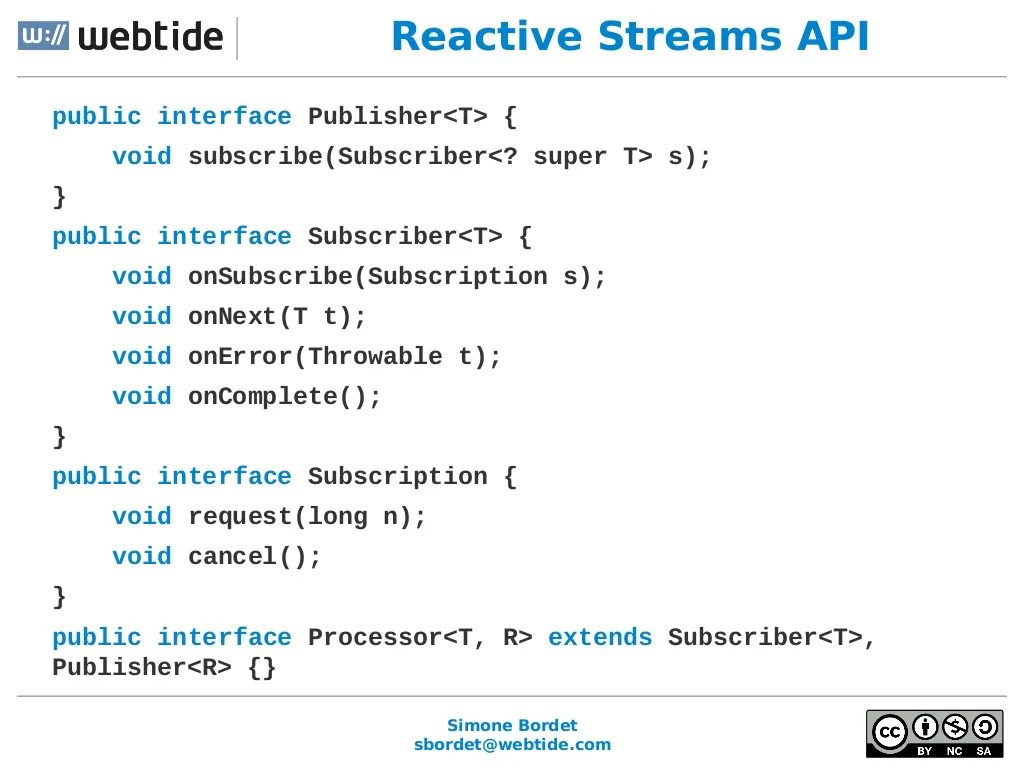 w:// webtide
Reactive Streams API
public interface Publisher<T> {
    void subscribe(Subscriber<? super T> s);
}
public interface Subscriber<T> {
    void onSubscribe(Subscription s);
    void onNext(T t);
    void onError(Throwable t);
    void onComplete();
}
public interface Subscription {
    void request(long n);
    void cancel();
}
public interface Processor<T, R> extends Subscriber<T>,
Publisher<R> {}
Simone Bordet
sbordet@webtide.com
cc
BY NC SA